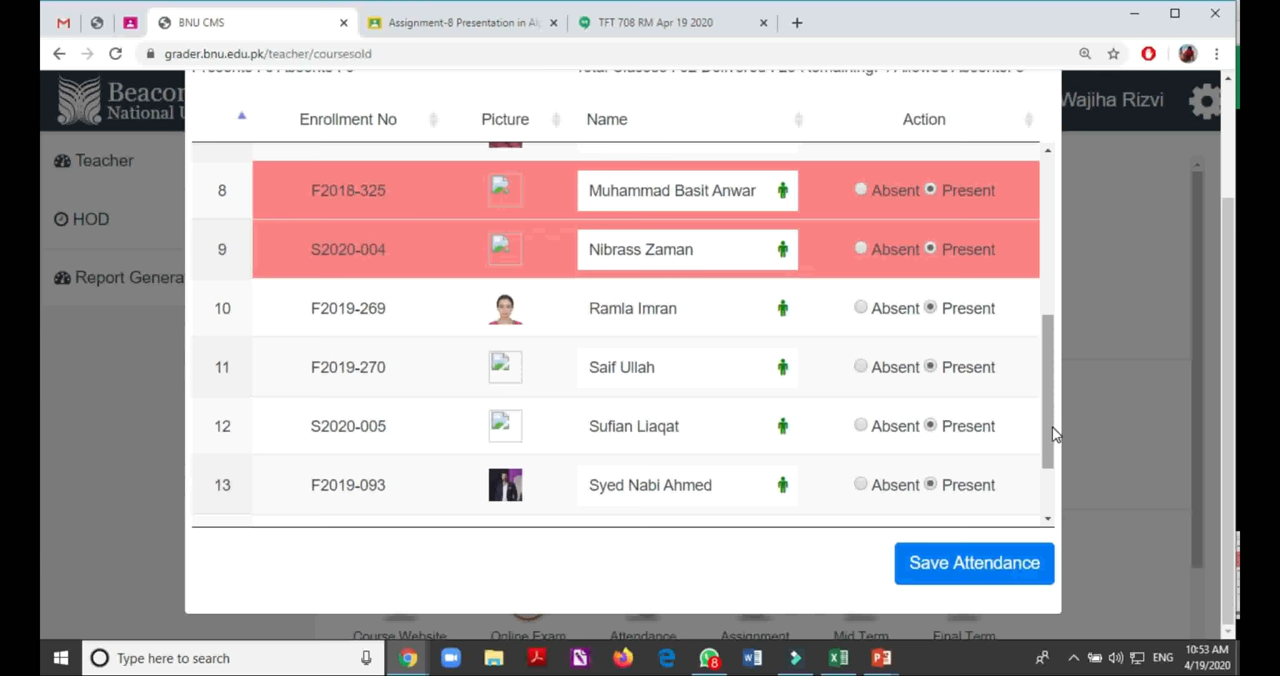 BNU CMS
Assignment-8 Presentation in
TFT 708 RM Apr 19 2020
grader.bnu.edu.pk/teacher/coursesold
Beacon
National U
Wajiha Rizvi
Teacher
HOD
Report Genera
Enrollment No Picture Name Action
8 F2018-325 Muhammad Basit Anwar Absent Present
9 S2020-004 Nibrass Zaman Absent Present
10 F2019-269 Ramla Imran Absent Present
11 F2019-270 Saif Ullah Absent Present
12 S2020-005 Sufian Liaqat Absent Present
13 F2019-093 Syed Nabi Ahmed Absent Present
Save Attendance
Course Website Online Exam Attendance Assignment Mid Term Final Term
Type here to search
8
ENG
10:53 AM
4/19/2020